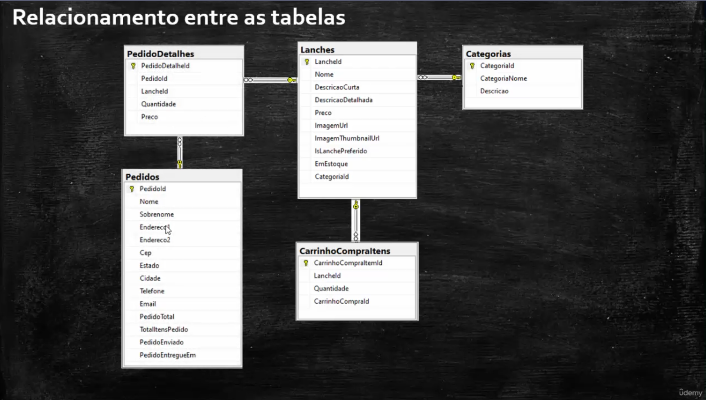 Relacionamento entre as tabelas
PedidoDetalhes
PedidoDetalheId
PedidoId
LancheId
Quantidade
Preco
Lanches
LancheId
Nome
DescricaoCurta
DescricaoDetalhada
Preco
ImagemUrl
ImagemThumbnailUrl
IsLanchePreferido
EmEstoque
CategoriaId
Categorias
CategoriaId
CategoriaNome
Descricao
Pedidos
PedidoId
Nome
Sobrenome
Endereco1
Endereco2
Cep
Estado
Cidade
Telefone
Email
PedidoTotal
TotalItensPedido
PedidoEnviado
PedidoEntregueEm
CarrinhoCompraItens
CarrinhoCompraItemId
LancheId
Quantidade
CarrinhoCompraId
ûdemy